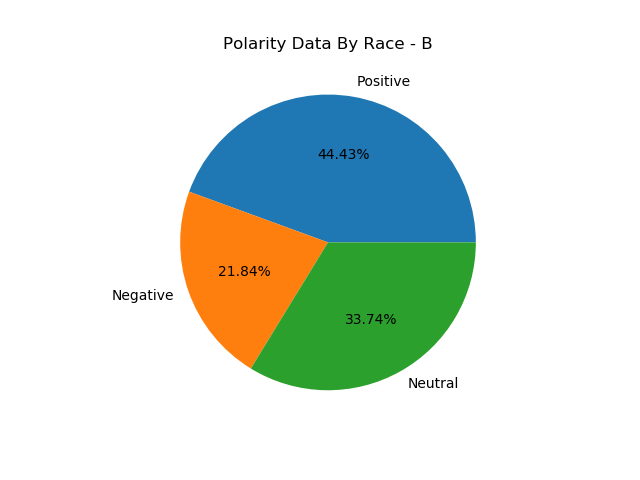 Polarity Data By Race - B
Positive
44.43%
21.84%
Negative
33.74%
Neutral